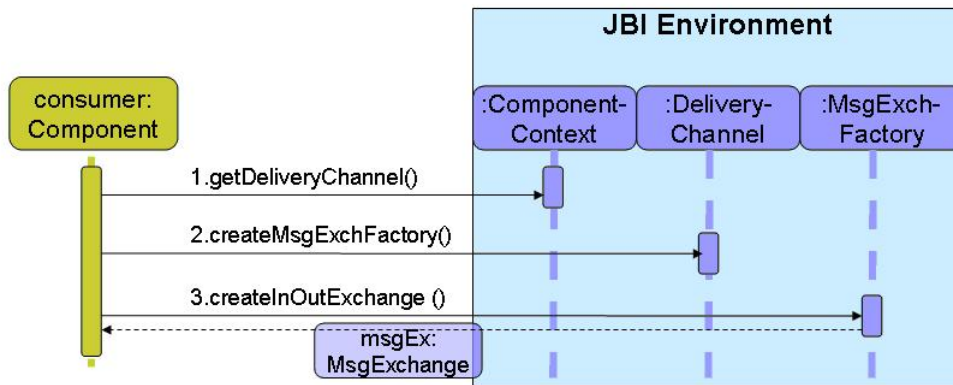 JBI Environment
consumer:
Component
:Component-
Context
:Delivery-
Channel
:MsgExch-
Factory
1.getDeliveryChannel()
2.createMsgExchFactory()
3.createInOutExchange ()
msgEx:
MsgExchange